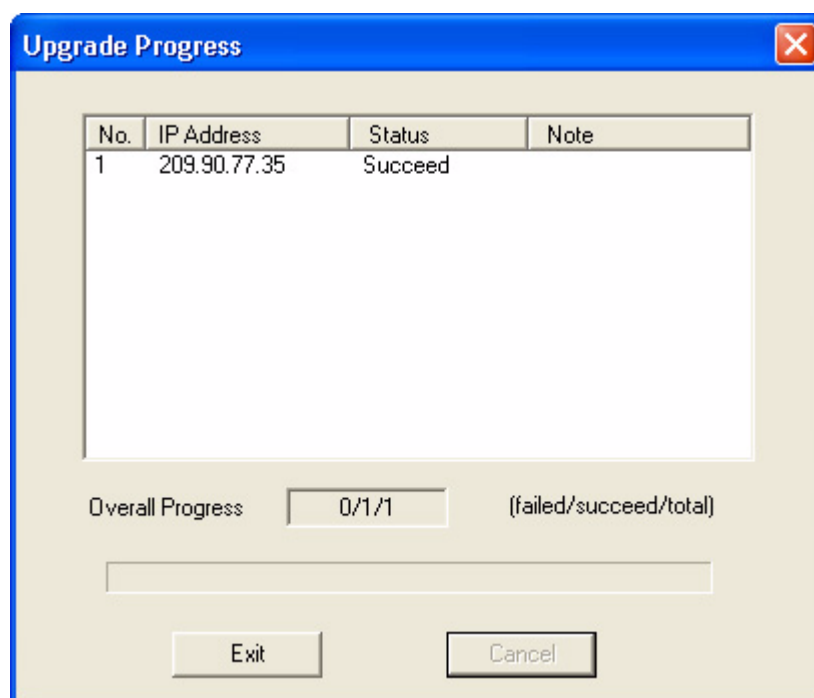 Upgrade Progress
No. IP Address Status Note
1 209.90.77.35 Succeed
Overall Progress 0/1/1 (failed/succeed/total)
Exit Cancel